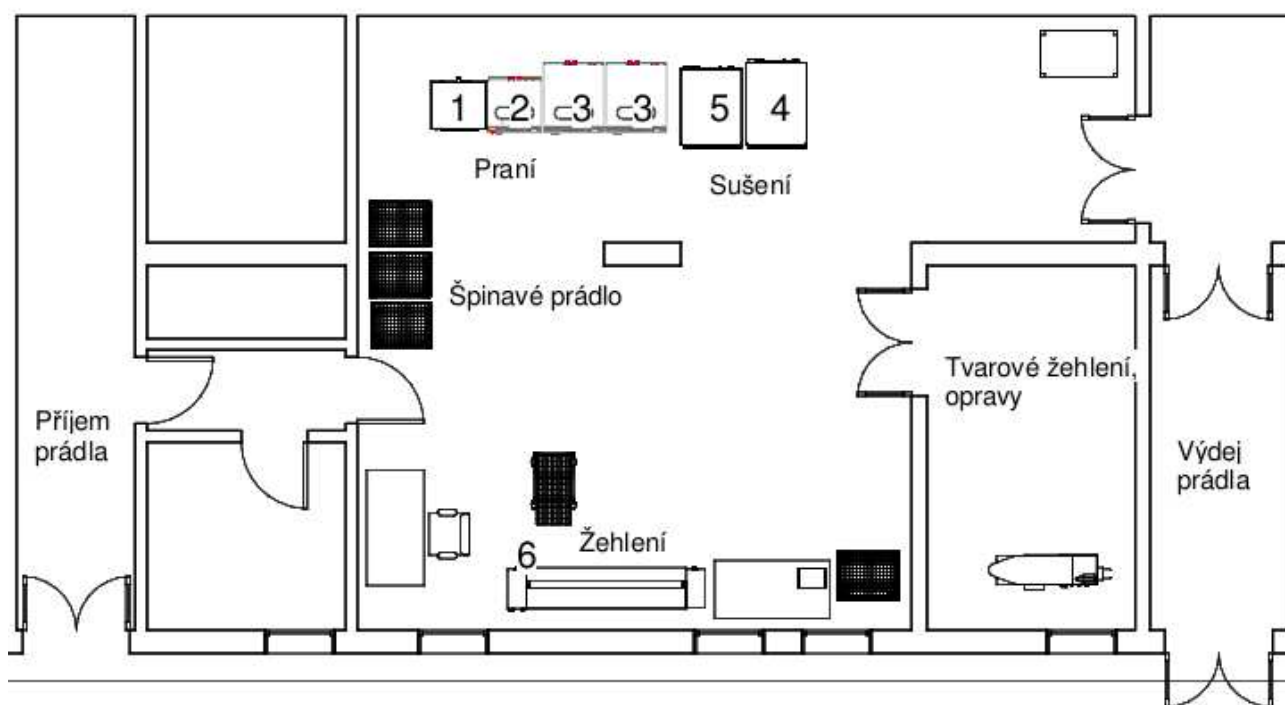 1
2
3
3
5
4
Praní
Sušení
Špinavé prádlo
Tvarové žehlení,
opravy
Příjem
prádla
Výdej
prádla
Žehlení
6